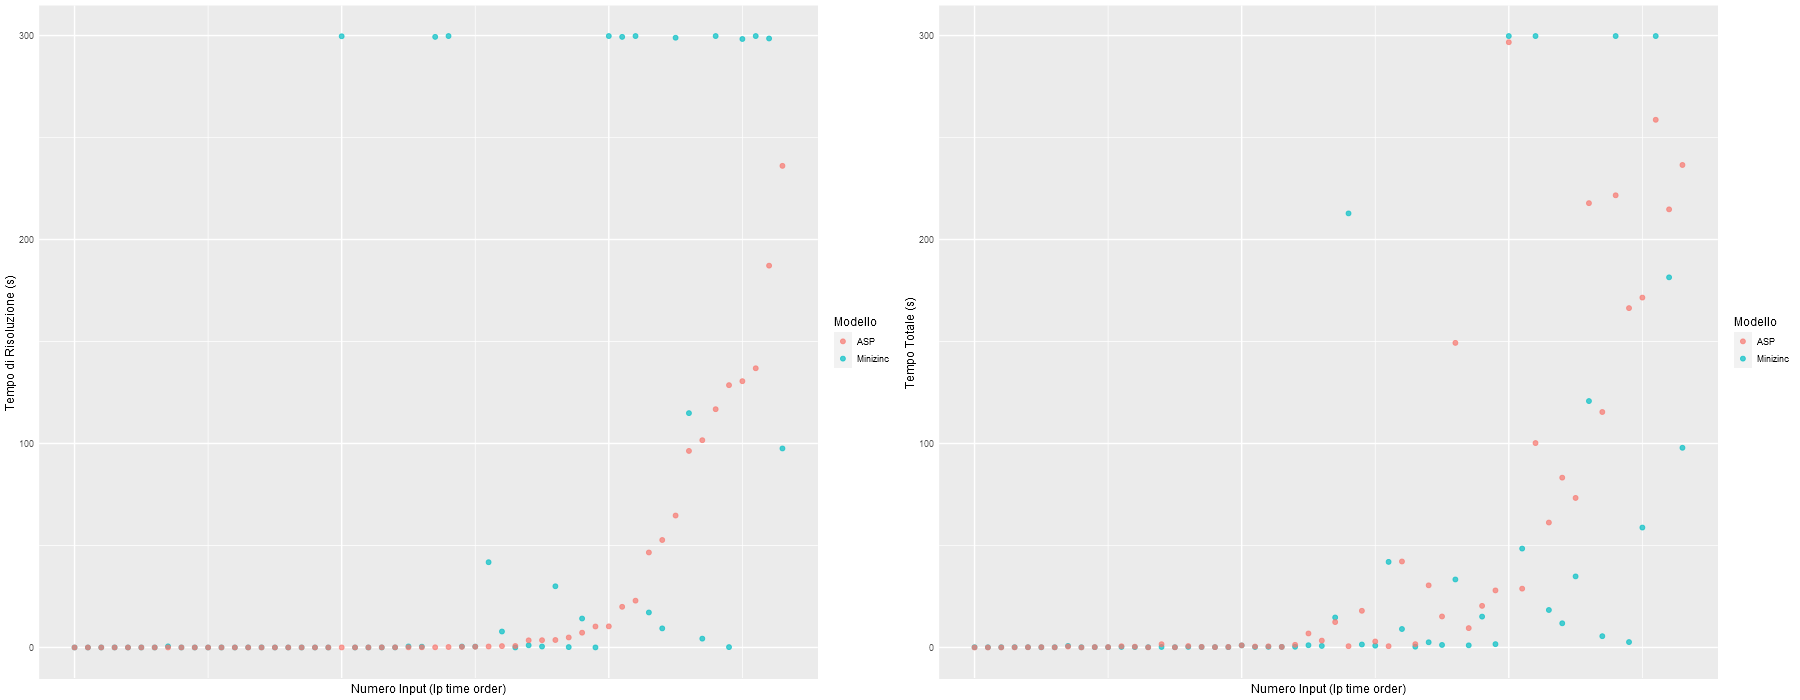 300
200
100
0
Tempo di Risoluzione (s)
Numero Input (lp time order)
Modello
ASP
Minizinc
300
200
100
0
Tempo Totale (s)
Numero Input (lp time order)
Modello
ASP
Minizinc